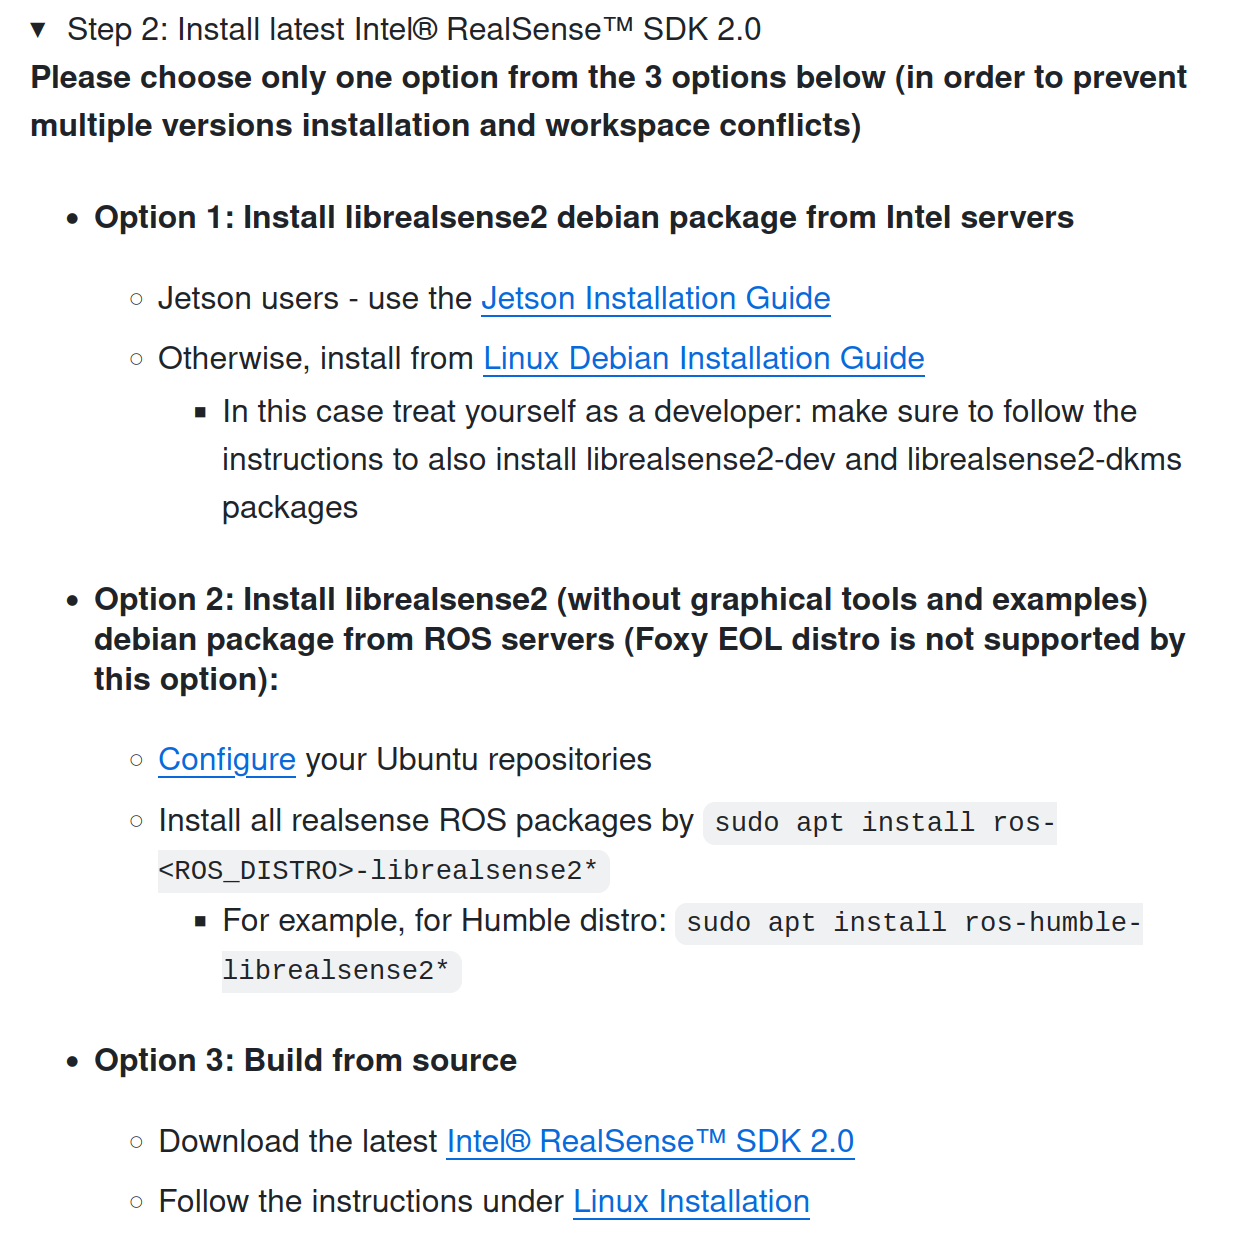 ▼ Step 2: Install latest Intel® RealSense™ SDK 2.0
Please choose only one option from the 3 options below (in order to prevent
multiple versions installation and workspace conflicts)
• Option 1: Install librealsense2 debian package from Intel servers
○ Jetson users - use the Jetson Installation Guide
○ Otherwise, install from Linux Debian Installation Guide
▪ In this case treat yourself as a developer: make sure to follow the
instructions to also install librealsense2-dev and librealsense2-dkms
packages
• Option 2: Install librealsense2 (without graphical tools and examples)
debian package from ROS servers (Foxy EOL distro is not supported by
this option):
○ Configure your Ubuntu repositories
○ Install all realsense ROS packages by sudo apt install ros-
<ROS_DISTRO>-librealsense2*
▪ For example, for Humble distro: sudo apt install ros-humble-
librealsense2*
• Option 3: Build from source
○ Download the latest Intel® RealSense™ SDK 2.0
○ Follow the instructions under Linux Installation